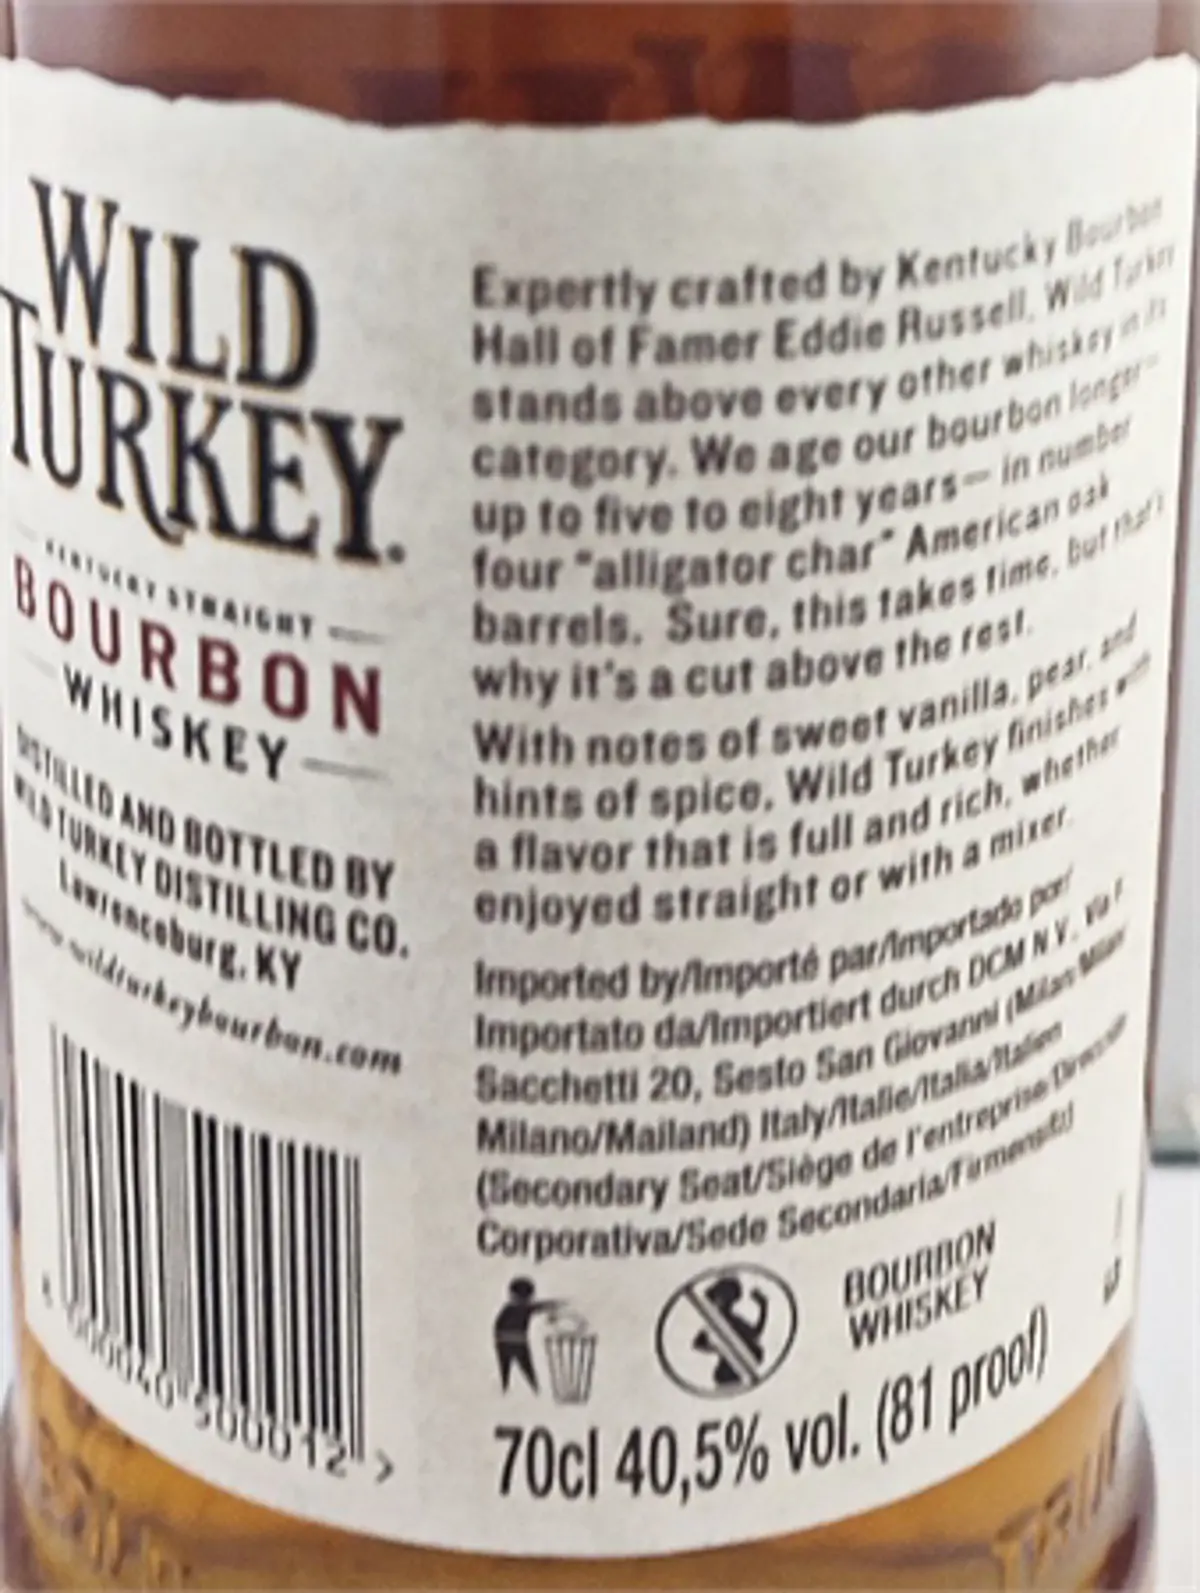 WILD
TURKEY.
KENTUCKY STRAIGHT
BOURBON
WHISKEY
DISTILLED AND BOTTLED BY
WILD TURKEY DISTILLING CO.
Lawrenceburg, KY
www.wildturkeybourbon.com
Expertly crafted by Kentucky Bourbon
Hall of Famer Eddie Russell, Wild Turkey
stands above every other whiskey in its
category. We age our bourbon longer—
up to five to eight years— in number
four "alligator char" American oak
barrels. Sure, this takes time, but that's
why it's a cut above the rest.
With notes of sweet vanilla, pear, and
hints of spice, Wild Turkey finishes with
a flavor that is full and rich, whether
enjoyed straight or with a mixer.
Imported by/Importé par/Importado por/
Importato da/Importiert durch DCM N.V. Via F.
Sacchetti 20, Sesto San Giovanni (Milan/Milan/
Milano/Mailand) Italy/Italie/Italia/Italien
(Secondary Seat/Siège de l'entreprise/Dirección
Corporativa/Sede Secondaria/Firmensitz)
BOURBON
WHISKEY
70cl 40,5% vol. (81 proof)